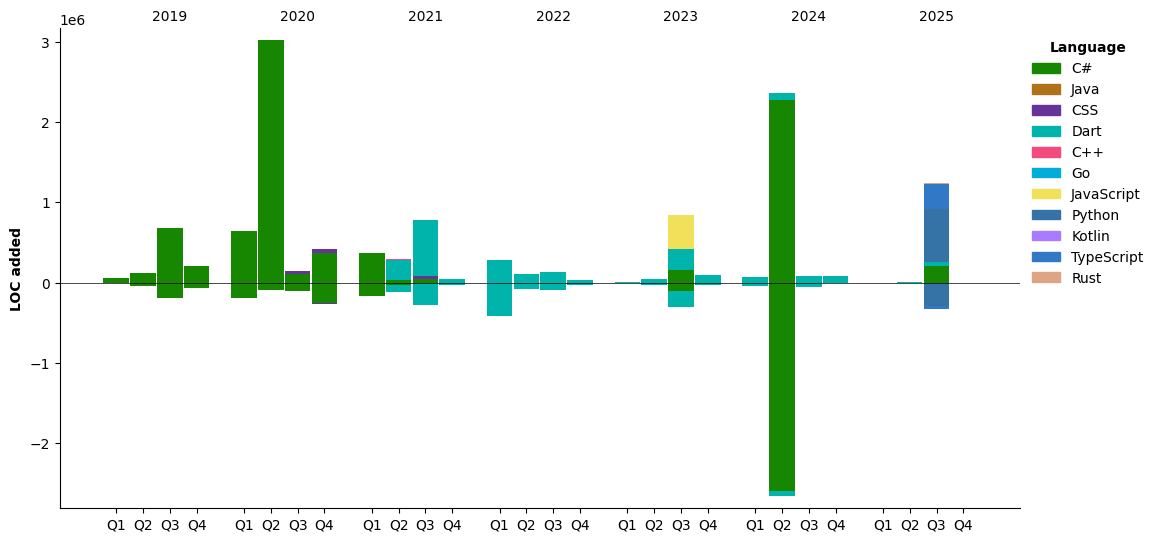 1e6
2019 2020 2021 2022 2023 2024 2025
Language
C#
Java
CSS
Dart
C++
Go
JavaScript
Python
Kotlin
TypeScript
Rust
LOC added
3
2
1
0
−1
−2
Q1 Q2 Q3 Q4 Q1 Q2 Q3 Q4 Q1 Q2 Q3 Q4 Q1 Q2 Q3 Q4 Q1 Q2 Q3 Q4 Q1 Q2 Q3 Q4 Q1 Q2 Q3 Q4